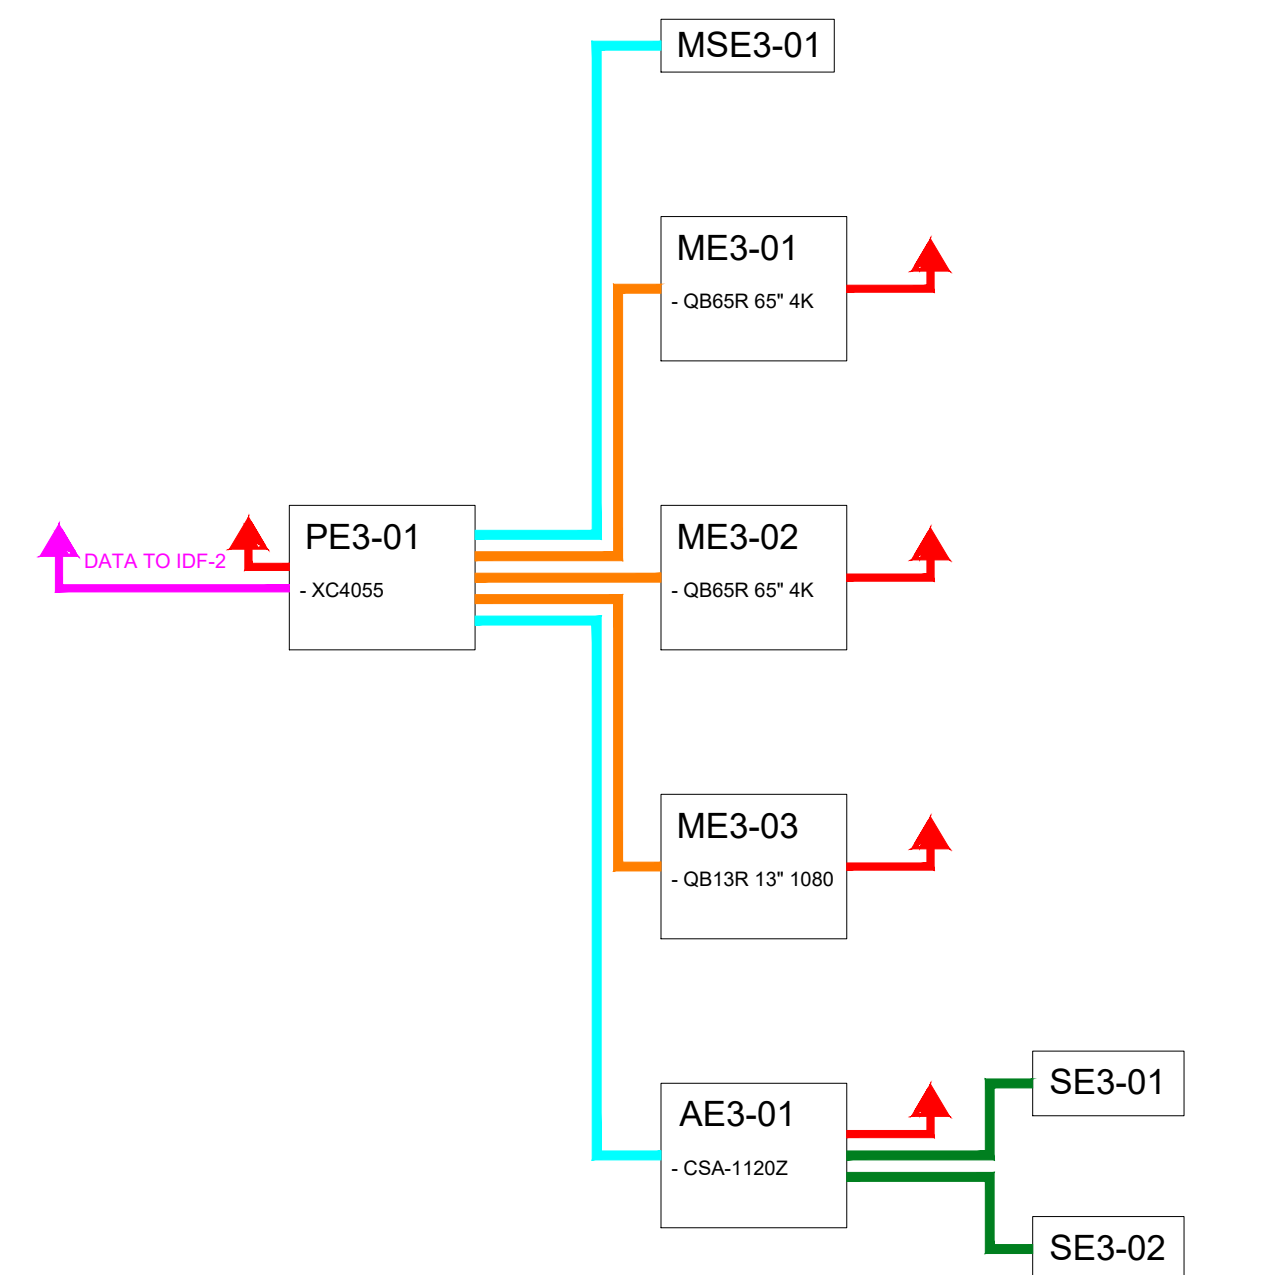 MSE3-01
ME3-01
- QB65R 65" 4K
PE3-01
- XC4055
DATA TO IDF-2
ME3-02
- QB65R 65" 4K
ME3-03
- QB13R 13" 1080
AE3-01
- CSA-1120Z
SE3-01
SE3-02